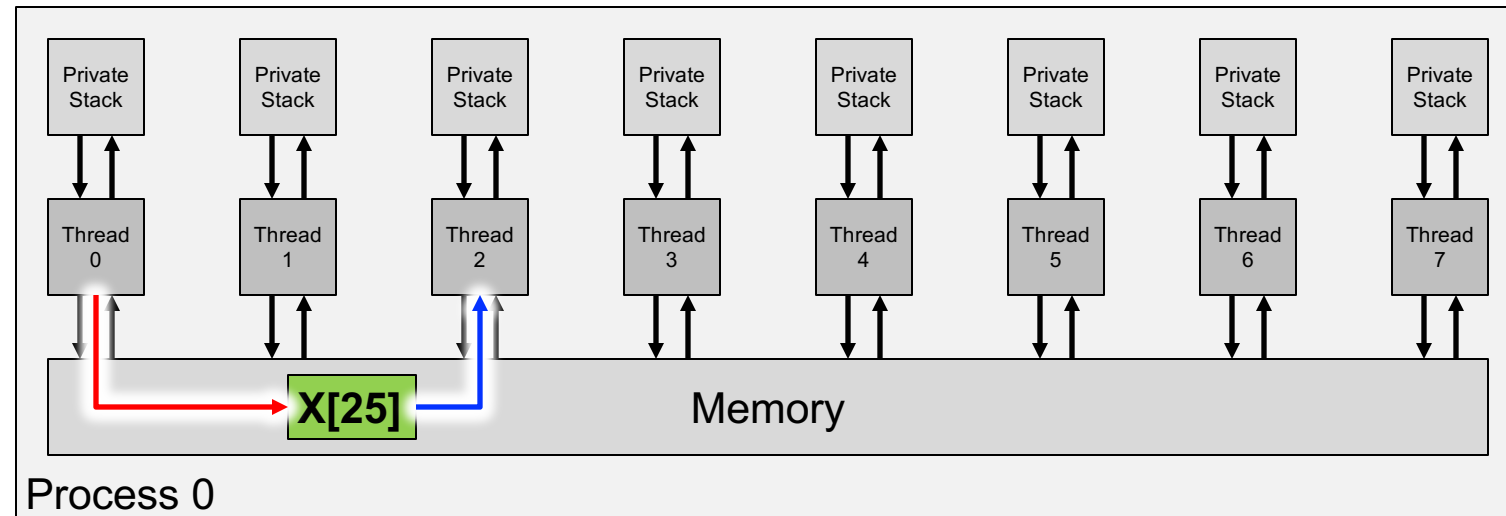 Private
Stack
Private
Stack
Private
Stack
Private
Stack
Private
Stack
Private
Stack
Private
Stack
Private
Stack
Thread
0
Thread
1
Thread
2
Thread
3
Thread
4
Thread
5
Thread
6
Thread
7
X[25]
Memory
Process 0